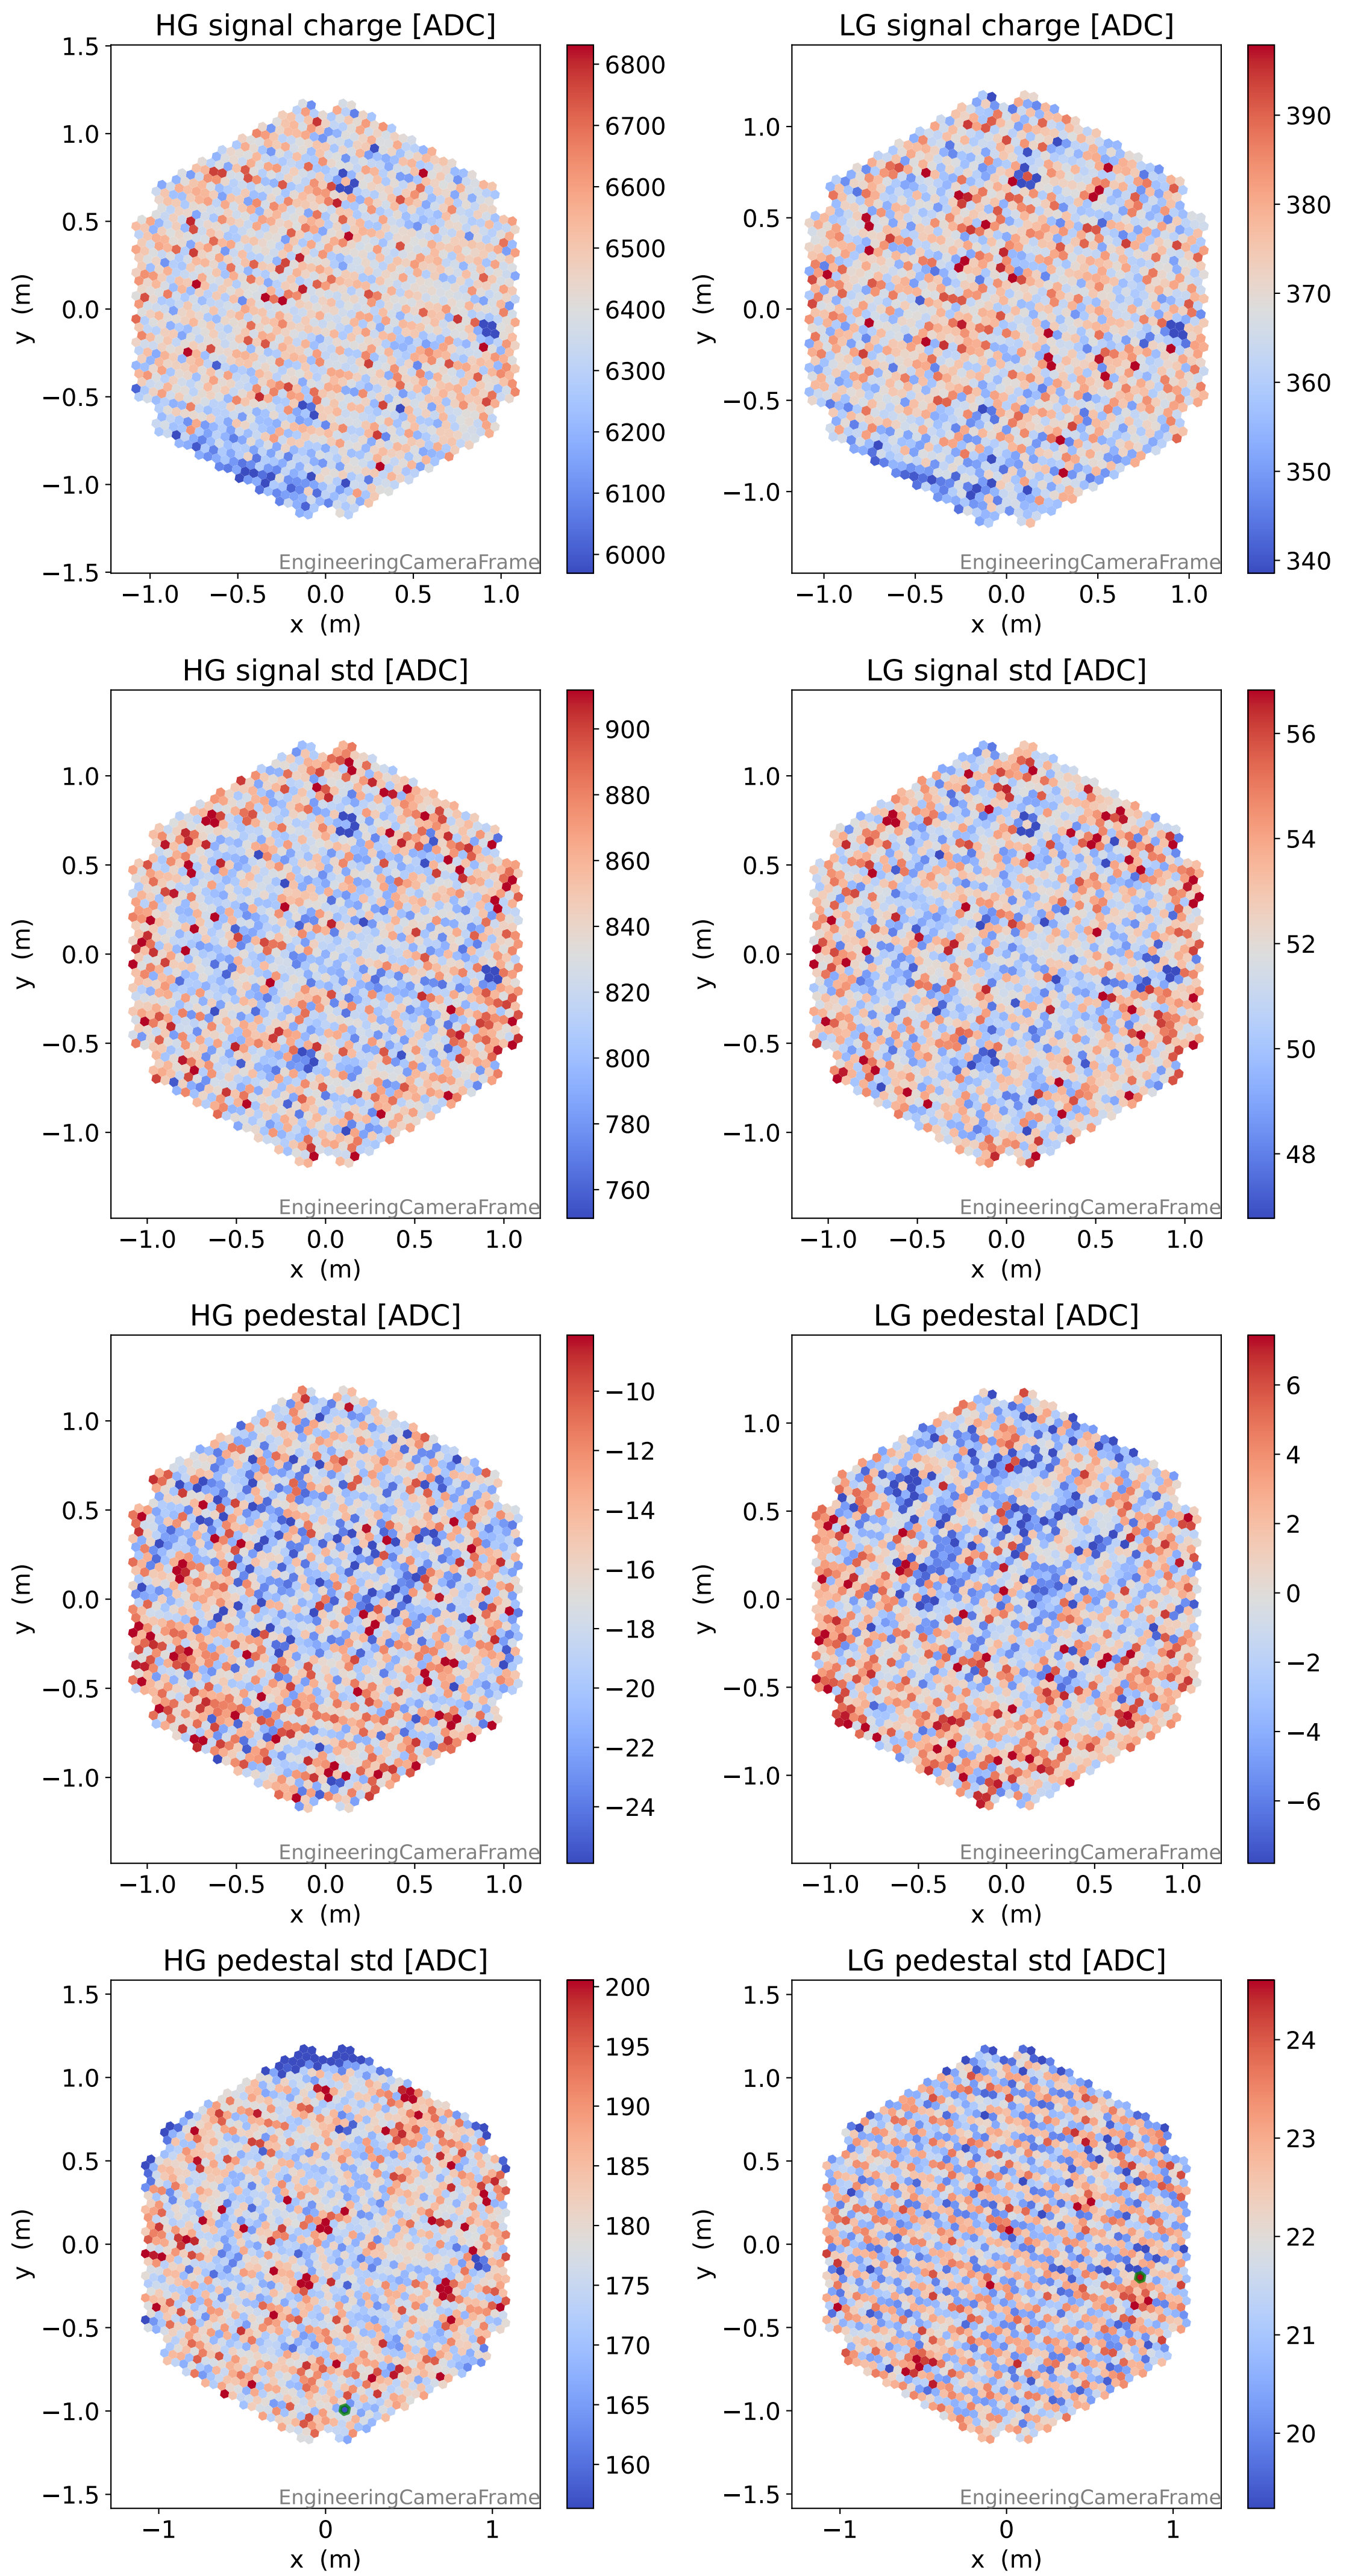 HG signal charge [ADC]
1.5
1.0
0.5
0.0
−0.5
−1.0
−1.5
y (m)
EngineeringCameraFrame
−1.0 −0.5 0.0 0.5 1.0
x (m)
6800
6700
6600
6500
6400
6300
6200
6100
6000
LG signal charge [ADC]
1.0
0.5
0.0
−0.5
−1.0
y (m)
EngineeringCameraFrame
−1.0 −0.5 0.0 0.5 1.0
x (m)
390
380
370
360
350
340
HG signal std [ADC]
1.0
0.5
0.0
−0.5
−1.0
y (m)
EngineeringCameraFrame
−1.0 −0.5 0.0 0.5 1.0
x (m)
900
880
860
840
820
800
780
760
LG signal std [ADC]
1.0
0.5
0.0
−0.5
−1.0
y (m)
EngineeringCameraFrame
−1.0 −0.5 0.0 0.5 1.0
x (m)
56
54
52
50
48
HG pedestal [ADC]
1.0
0.5
0.0
−0.5
−1.0
y (m)
EngineeringCameraFrame
−1.0 −0.5 0.0 0.5 1.0
x (m)
−10
−12
−14
−16
−18
−20
−22
−24
LG pedestal [ADC]
1.0
0.5
0.0
−0.5
−1.0
y (m)
EngineeringCameraFrame
−1.0 −0.5 0.0 0.5 1.0
x (m)
6
4
2
0
−2
−4
−6
HG pedestal std [ADC]
1.5
1.0
0.5
0.0
−0.5
−1.0
−1.5
y (m)
EngineeringCameraFrame
−1 0 1
x (m)
200
195
190
185
180
175
170
165
160
LG pedestal std [ADC]
1.5
1.0
0.5
0.0
−0.5
−1.0
−1.5
y (m)
EngineeringCameraFrame
−1 0 1
x (m)
24
23
22
21
20